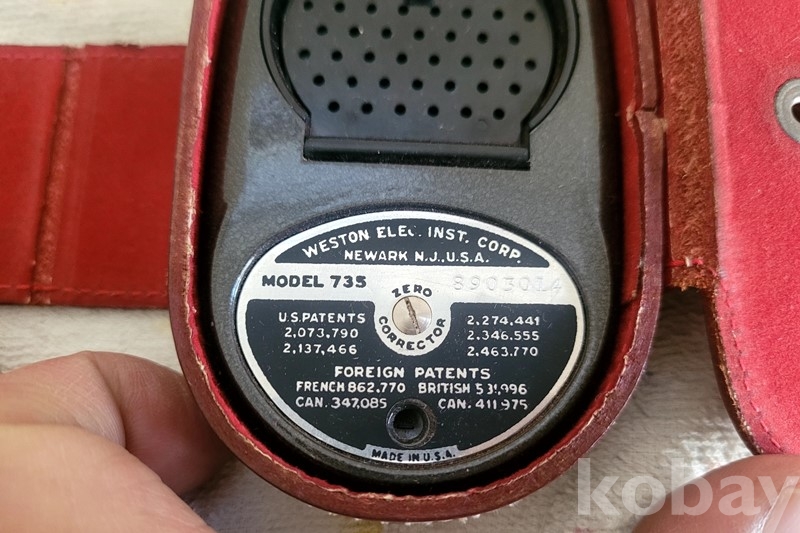 WESTON ELEC. INST. CORP.
NEWARK N.J., U.S.A.
MODEL 735 8903014
ZERO CORRECTOR
U.S. PATENTS
2,073,790
2,137,466
2,274,441
2,346,555
2,463,770
FOREIGN PATENTS
FRENCH 862,770 BRITISH
CAN. 347,085 CAN. 411,975
MADE IN U.S.A.
kobay